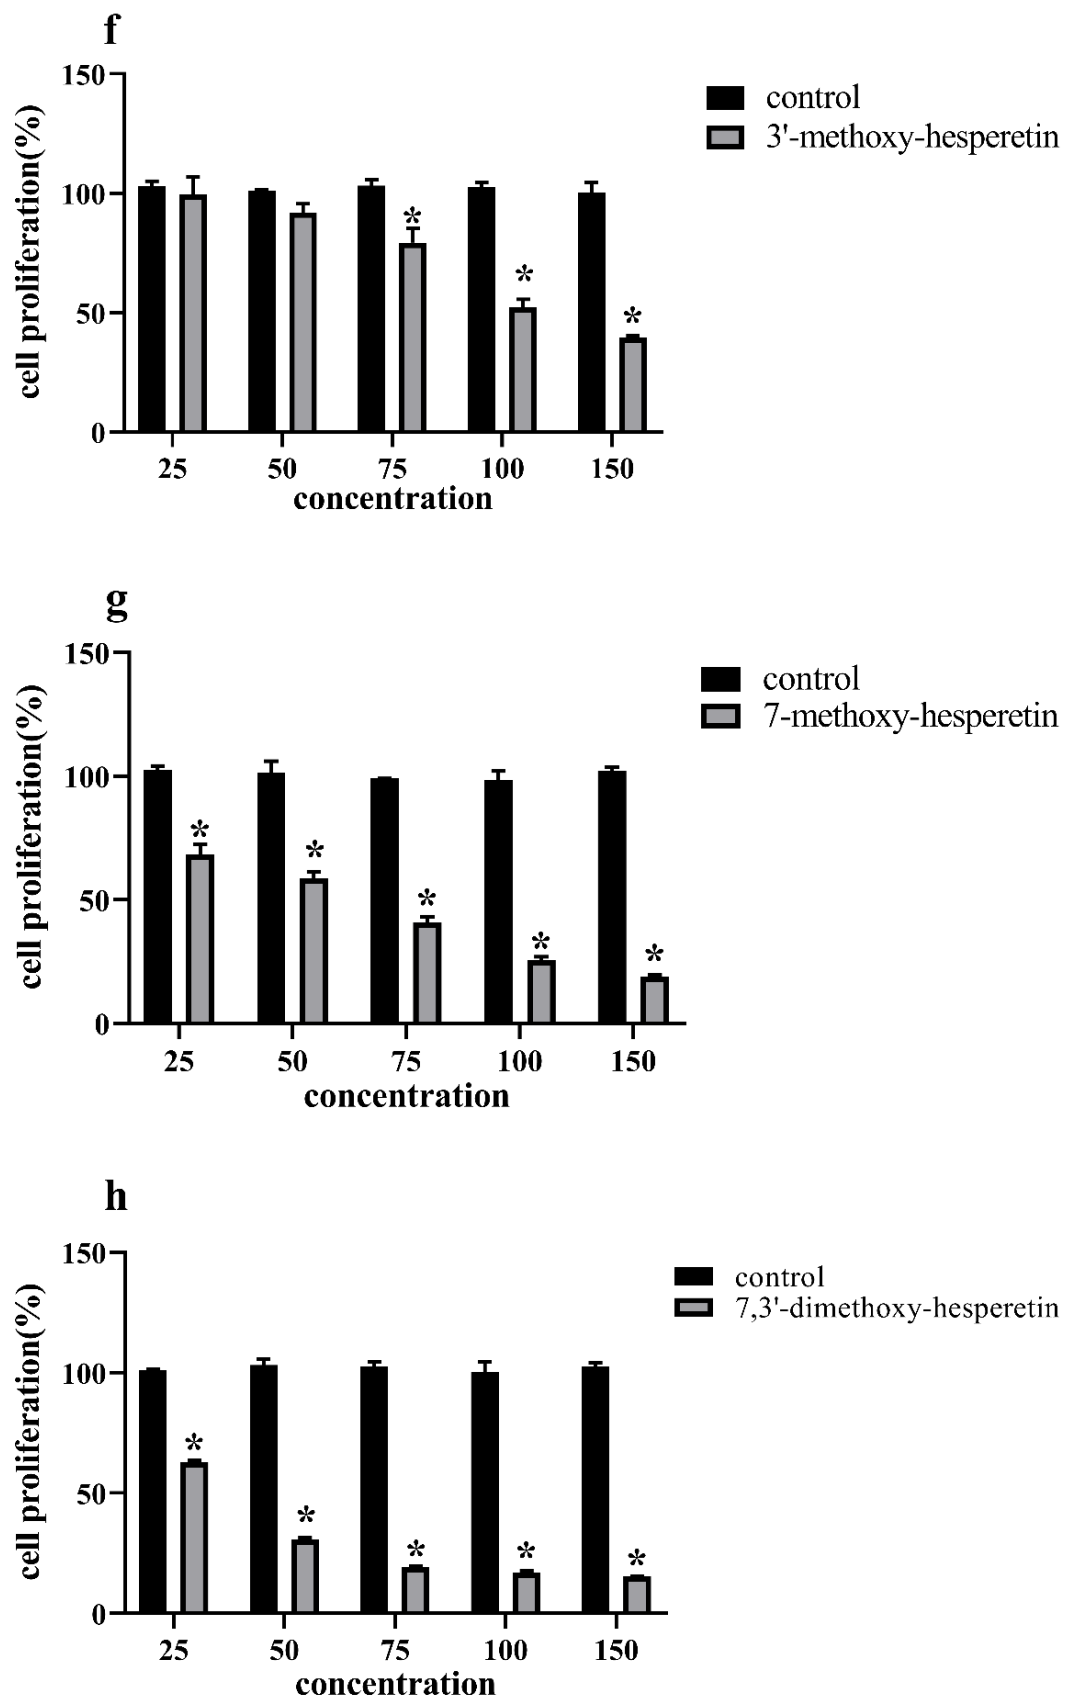 f
150
100
50
0
cell proliferation(%)
control
3'-methoxy-hesperetin
*
*
*
25 50 75 100 150
concentration
g
150
100
50
0
cell proliferation(%)
control
7-methoxy-hesperetin
*
*
*
*
*
25 50 75 100 150
concentration
h
150
100
50
0
cell proliferation(%)
control
7,3'-dimethoxy-hesperetin
*
*
*
*
*
25 50 75 100 150
concentration